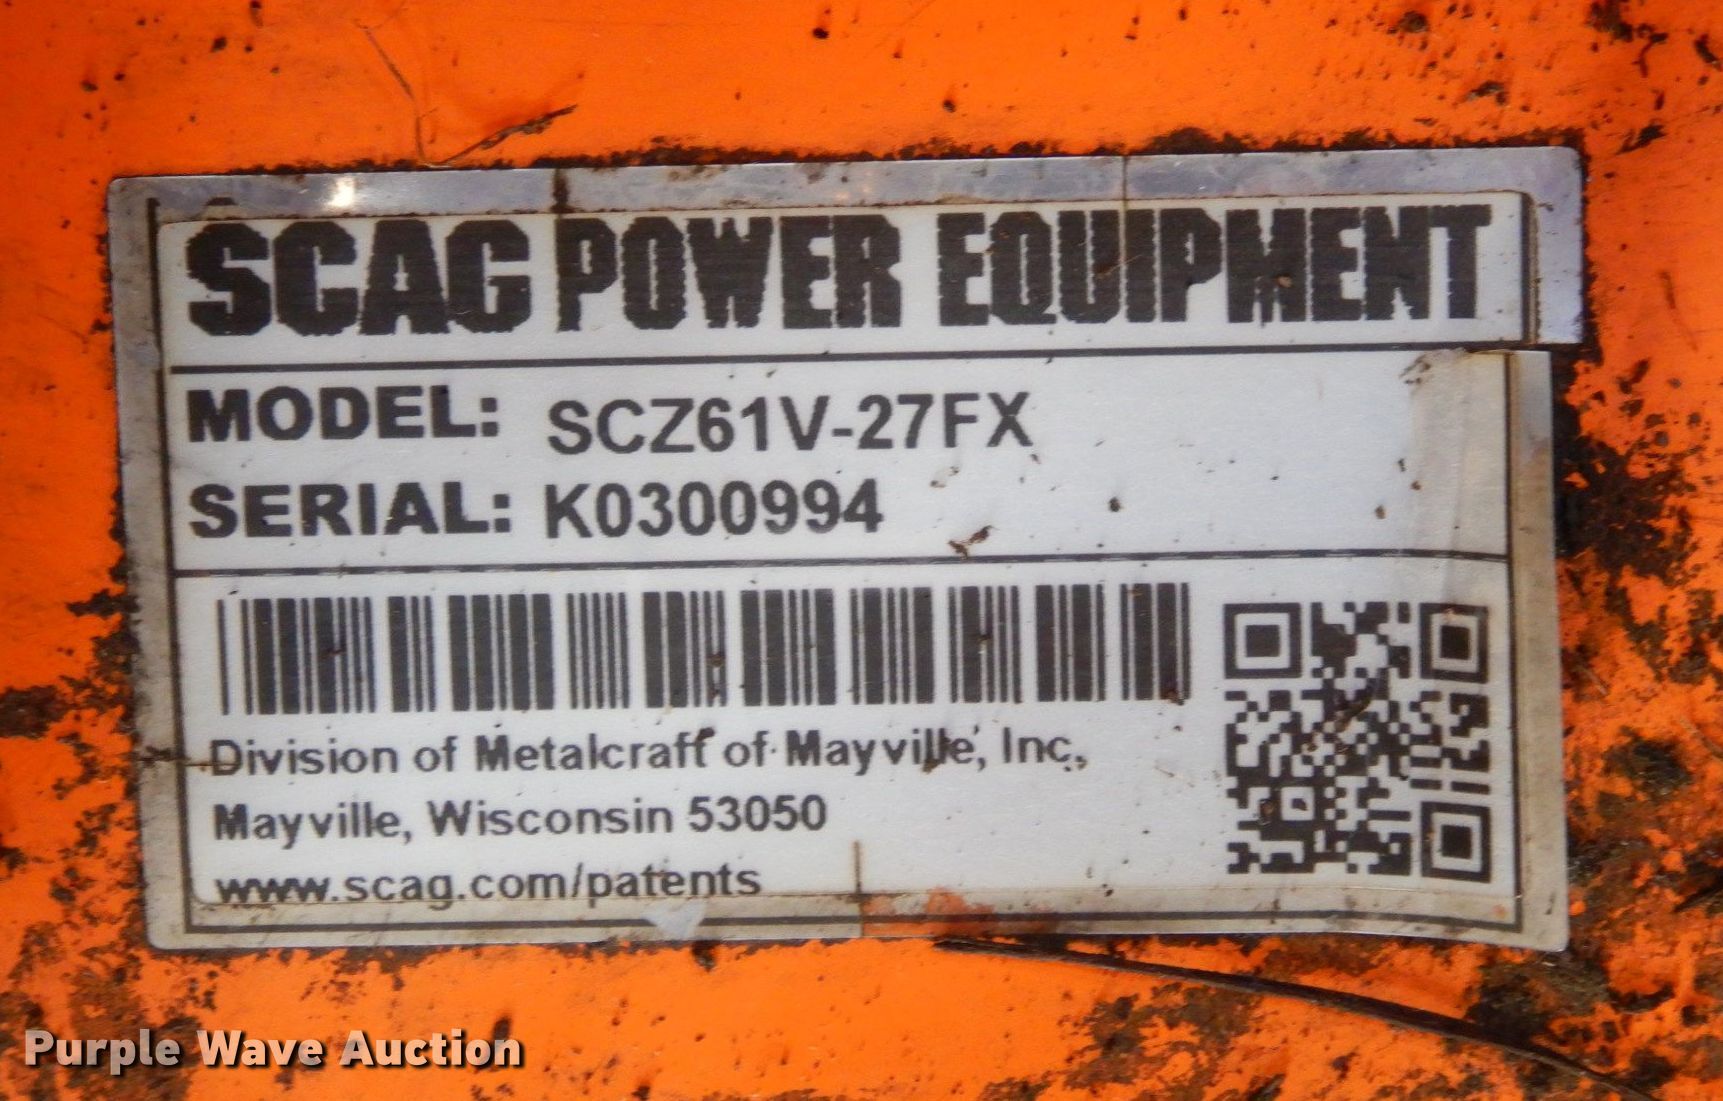 SCAG POWER EQUIPMENT
MODEL: SCZ61V-27FX
SERIAL: K0300994
Division of Metalcraft of Mayville, Inc.
Mayville, Wisconsin 53050
www.scag.com/patents
Purple Wave Auction